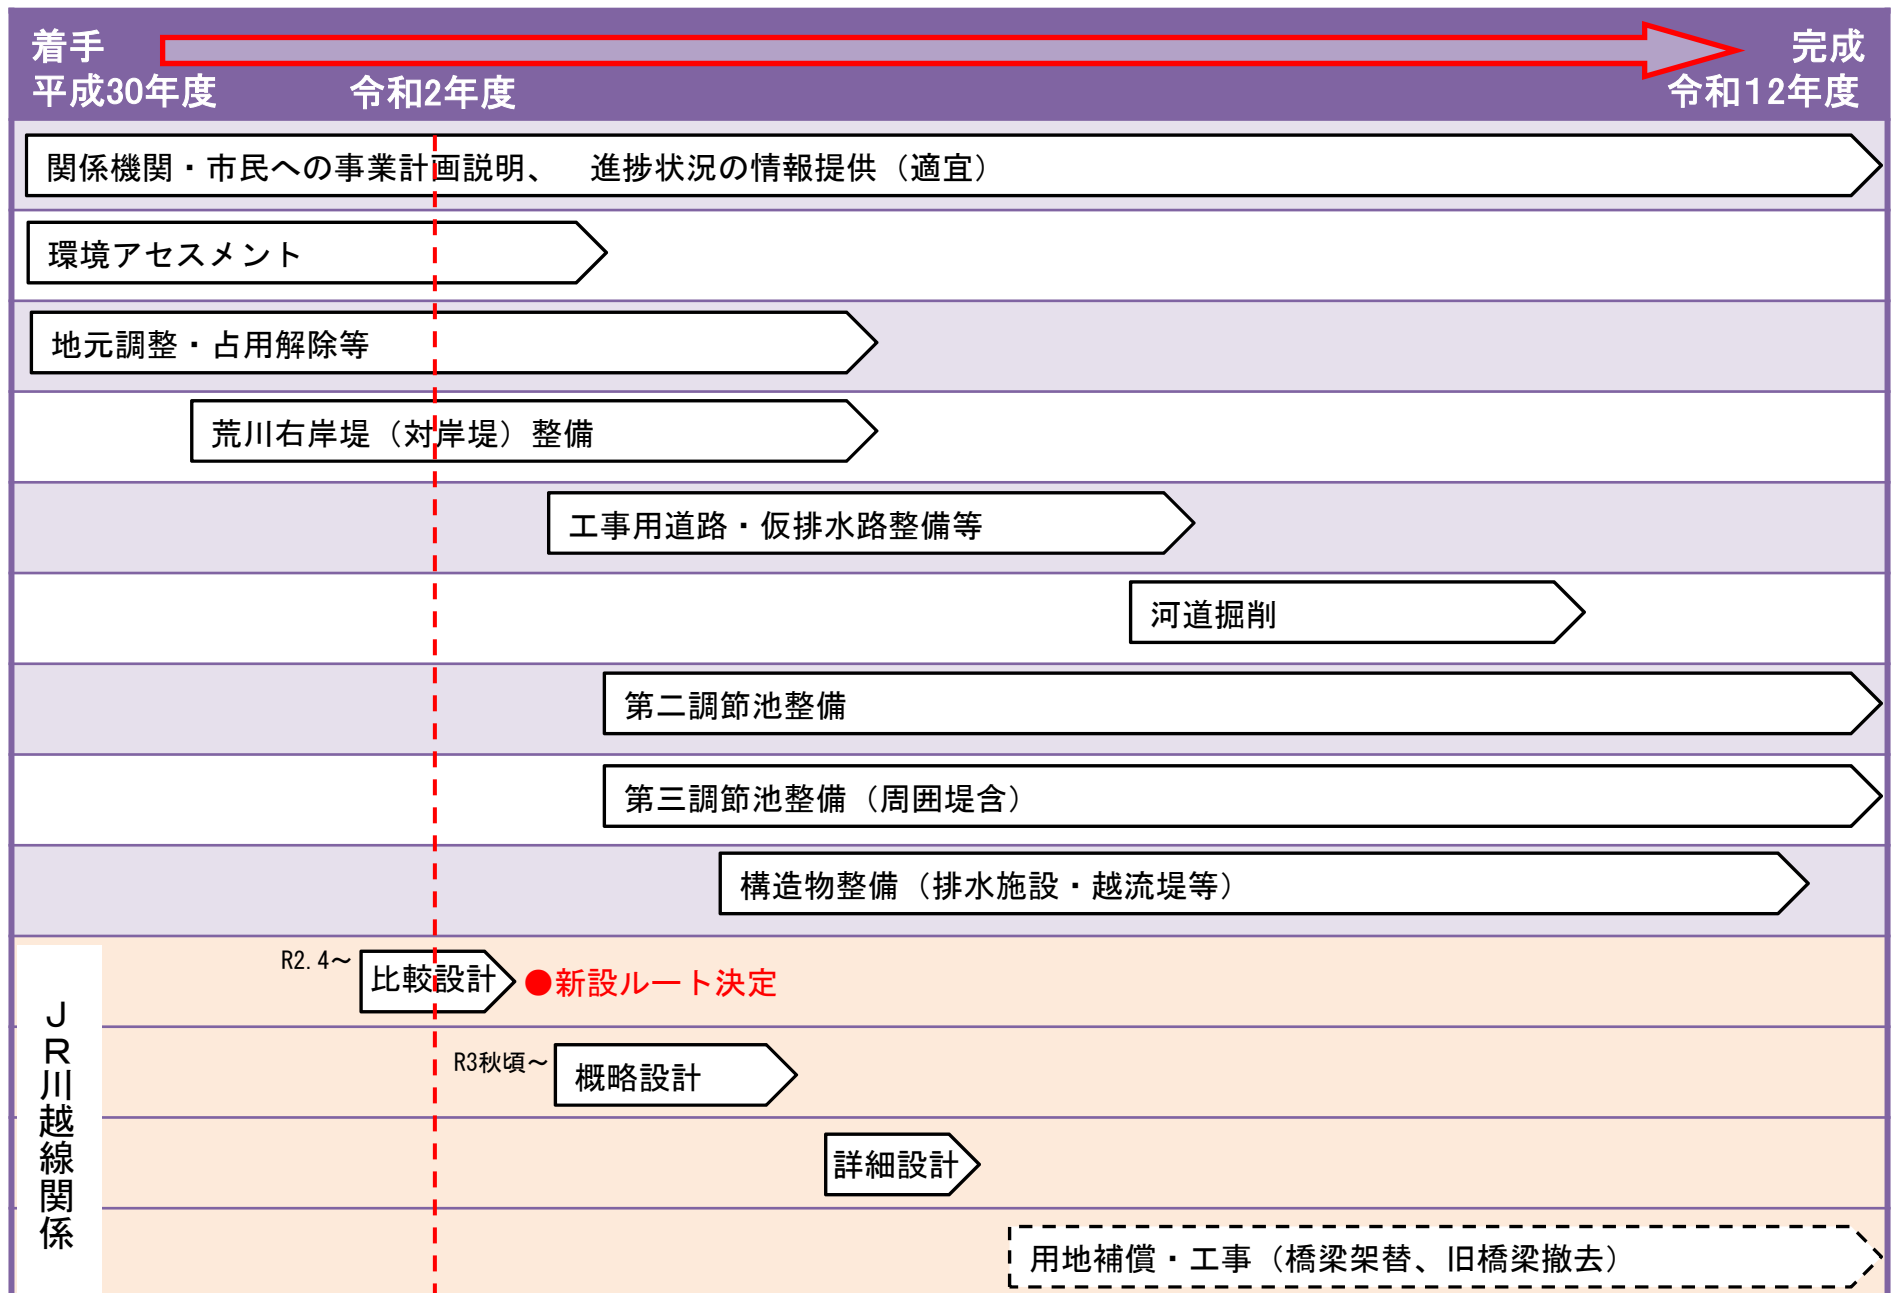 着手
完成
平成30年度
令和2年度
令和12年度
関係機関・市民への事業計画説明、　進捗状況の情報提供（適宜）
環境アセスメント
地元調整・占用解除等
荒川右岸堤（対岸堤）整備
工事用道路・仮排水路整備等
河道掘削
第二調節池整備
第三調節池整備（周囲堤含）
構造物整備（排水施設・越流堤等）
JR川越線関係
R2.4～
比較設計
●新設ルート決定
R3秋頃～
概略設計
詳細設計
用地補償・工事（橋梁架替、旧橋梁撤去）